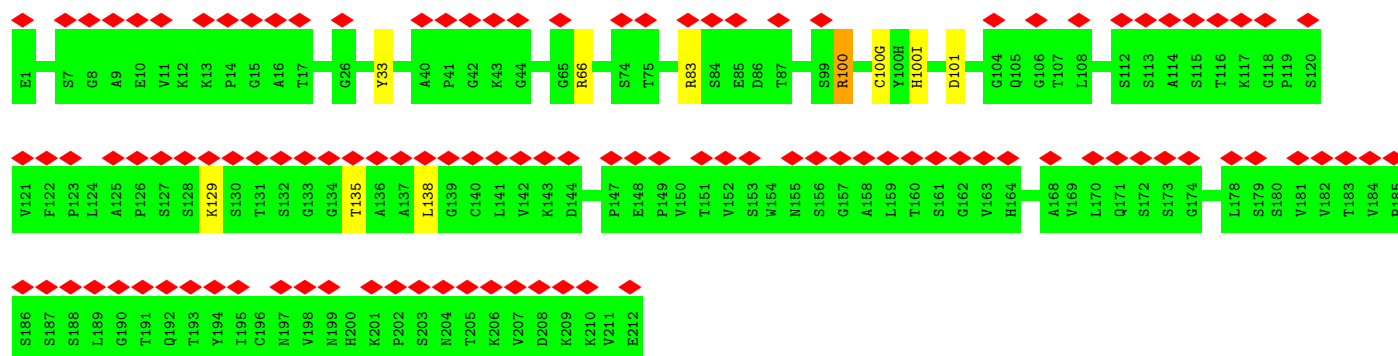 E1 S7 G8 A9 E10 V11 K12 K13 P14 G15 A16 T17 G26 Y33 A40 P41 G42 K43 G44 G65 R66 S74 T75 R83 S84 E85 D86 T87 S99 R100 C100G Y100H H100I D101 G104 Q105 G106 T107 L108 S112 S113 A114 S115 T116 K117 G118 P119 S120
V121 F122 P123 L124 A125 P126 S127 S128 K129 S130 T131 S132 G133 G134 T135 A136 A137 L138 G139 C140 L141 V142 K143 D144 P147 E148 P149 V150 T151 V152 S153 W154 N155 S156 G157 A158 L159 T160 S161 G162 V163 H164 A168 V169 L170 Q171 S172 S173 G174 L178 S179 S180 V181 V182 T183 V184 P185
S186 S187 S188 L189 G190 T191 Q192 T193 Y194 I195 C196 N197 V198 N199 H200 K201 P202 S203 N204 T205 K206 V207 D208 K209 K210 V211 E212